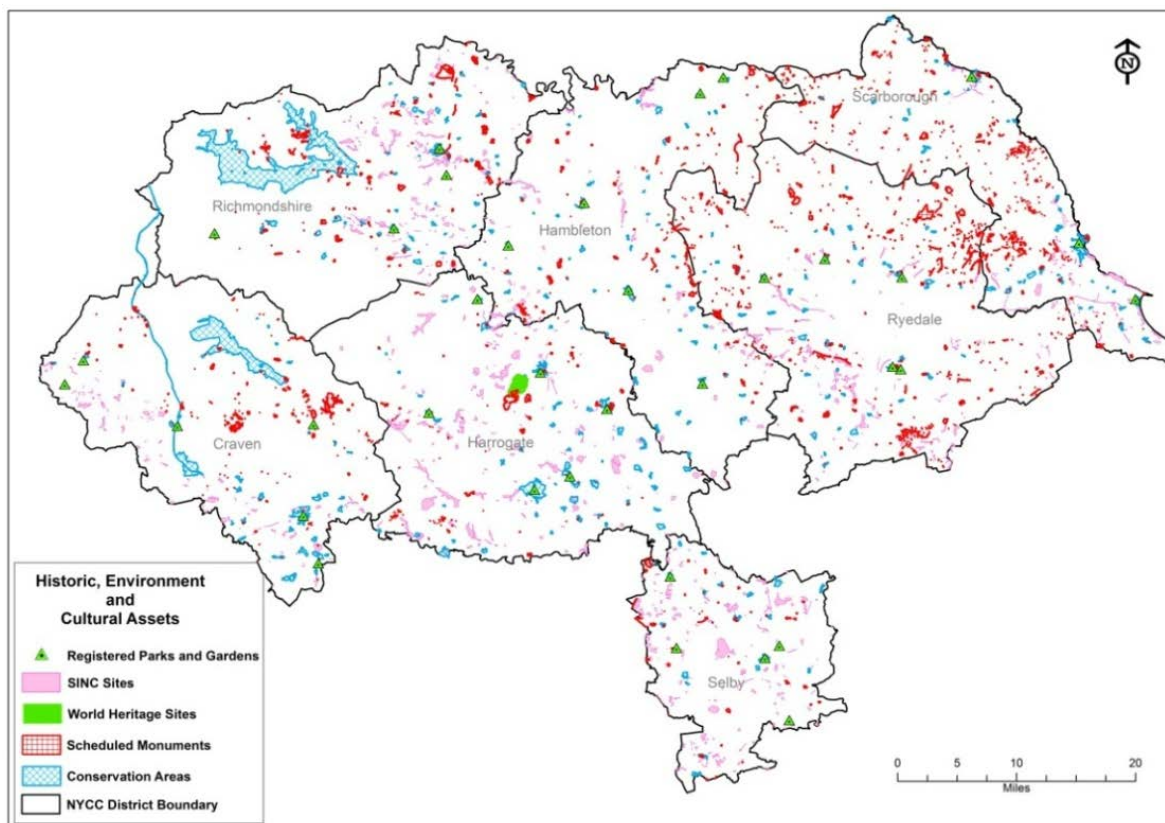 N
Scarborough
Richmondshire
Hambleton
Ryedale
Craven
Harrogate
Selby
Historic, Environment
and
Cultural Assets
Registered Parks and Gardens
SINC Sites
World Heritage Sites
Scheduled Monuments
Conservation Areas
NYCC District Boundary
0 5 10 20
Miles